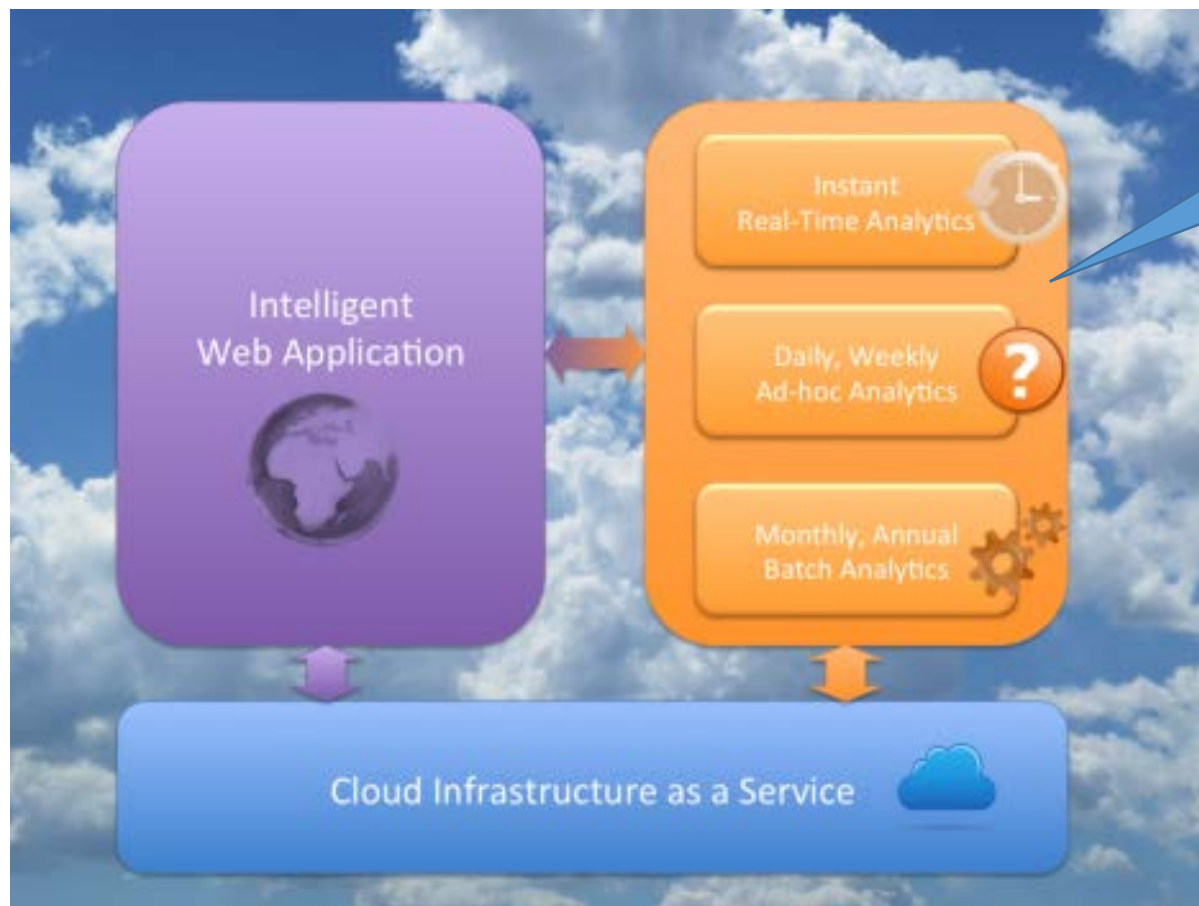 Intelligent
Web Application
Instant
Real-Time Analytics
Daily, Weekly
Ad-hoc Analytics
?
Monthly, Annual
Batch Analytics
Cloud Infrastructure as a Service